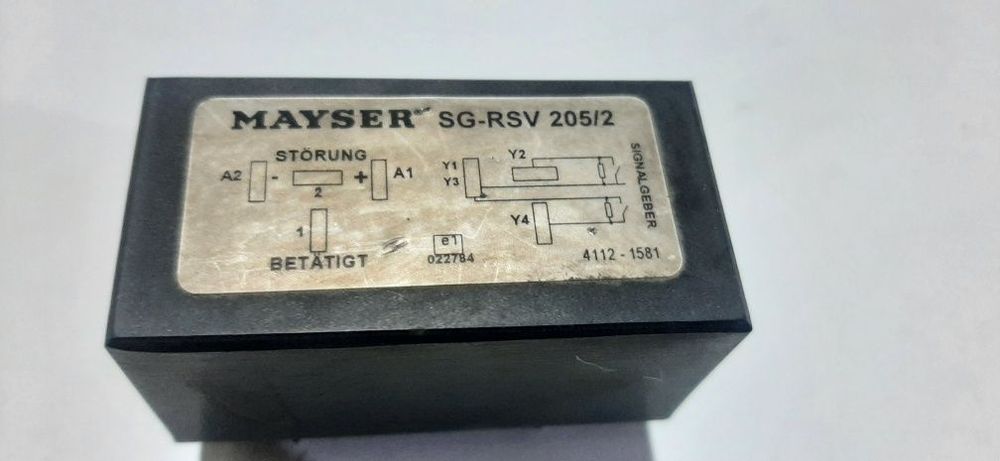 MAYSER® SG-RSV 205/2
STÖRUNG
A2 - + A1
2
1
BETÄTIGT
Y1 Y2
Y3
Y4
SIGNALGEBER
e1
022784
4112 - 1581